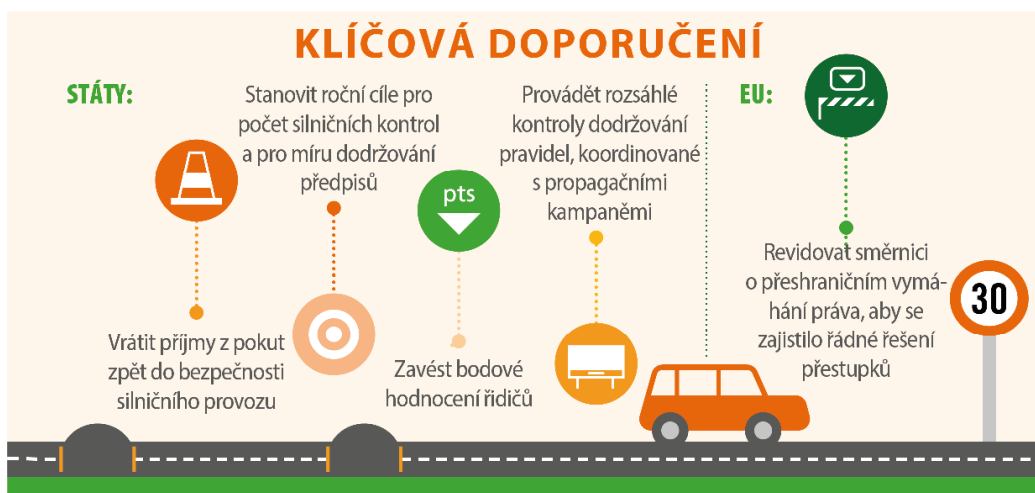 KLÍČOVÁ DOPORUČENÍ
STÁTY:
Vrátit příjmy z pokut
zpět do bezpečnosti
silničního provozu
Stanovit roční cíle pro
počet silničních kontrol
a pro míru dodržování
předpisů
pts
Zavést bodové
hodnocení řidičů
Provádět rozsáhlé
kontroly dodržování
pravidel, koordinované
s propagačními
kampaněmi
EU:
Revidovat směrnici
o přeshraničním vymá-
hání práva, aby se
zajistilo řádné řešení
přestupků
30